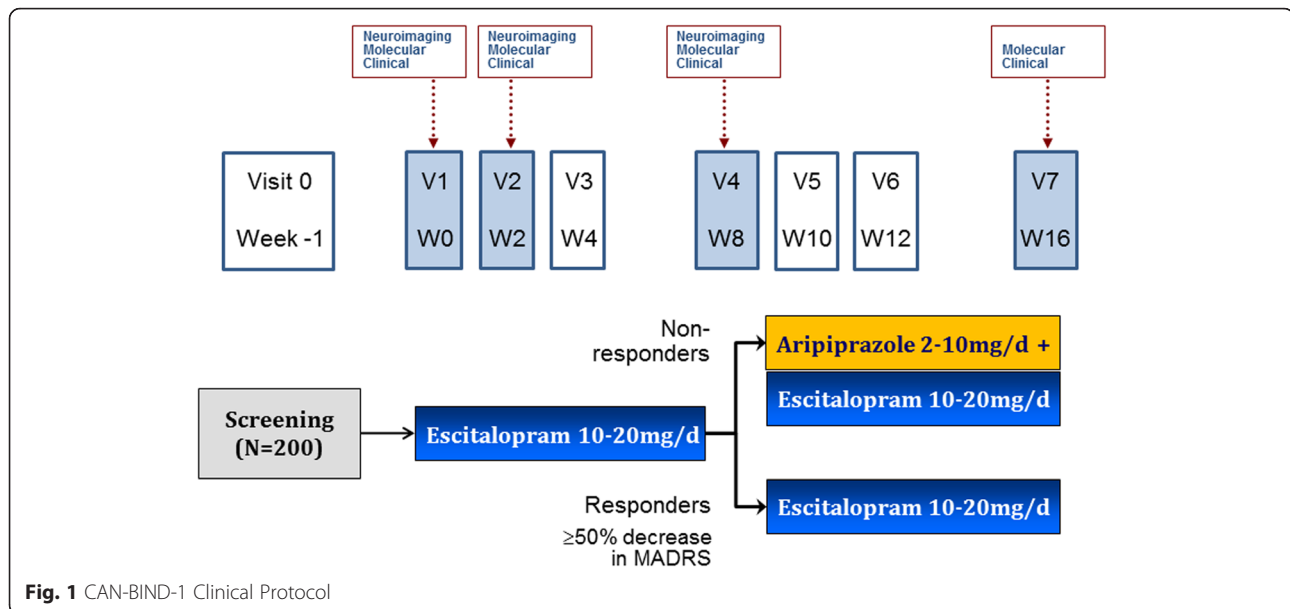 Neuroimaging
Molecular
Clinical
Neuroimaging
Molecular
Clinical
Neuroimaging
Molecular
Clinical
Molecular
Clinical
Visit 0
Week -1
V1
W0
V2
W2
V3
W4
V4
W8
V5
W10
V6
W12
V7
W16
Non-
responders
Aripiprazole 2-10mg/d +
Escitalopram 10-20mg/d
Screening
(N=200)
Escitalopram 10-20mg/d
Responders
≥50% decrease
in MADRS
Escitalopram 10-20mg/d
Fig. 1 CAN-BIND-1 Clinical Protocol